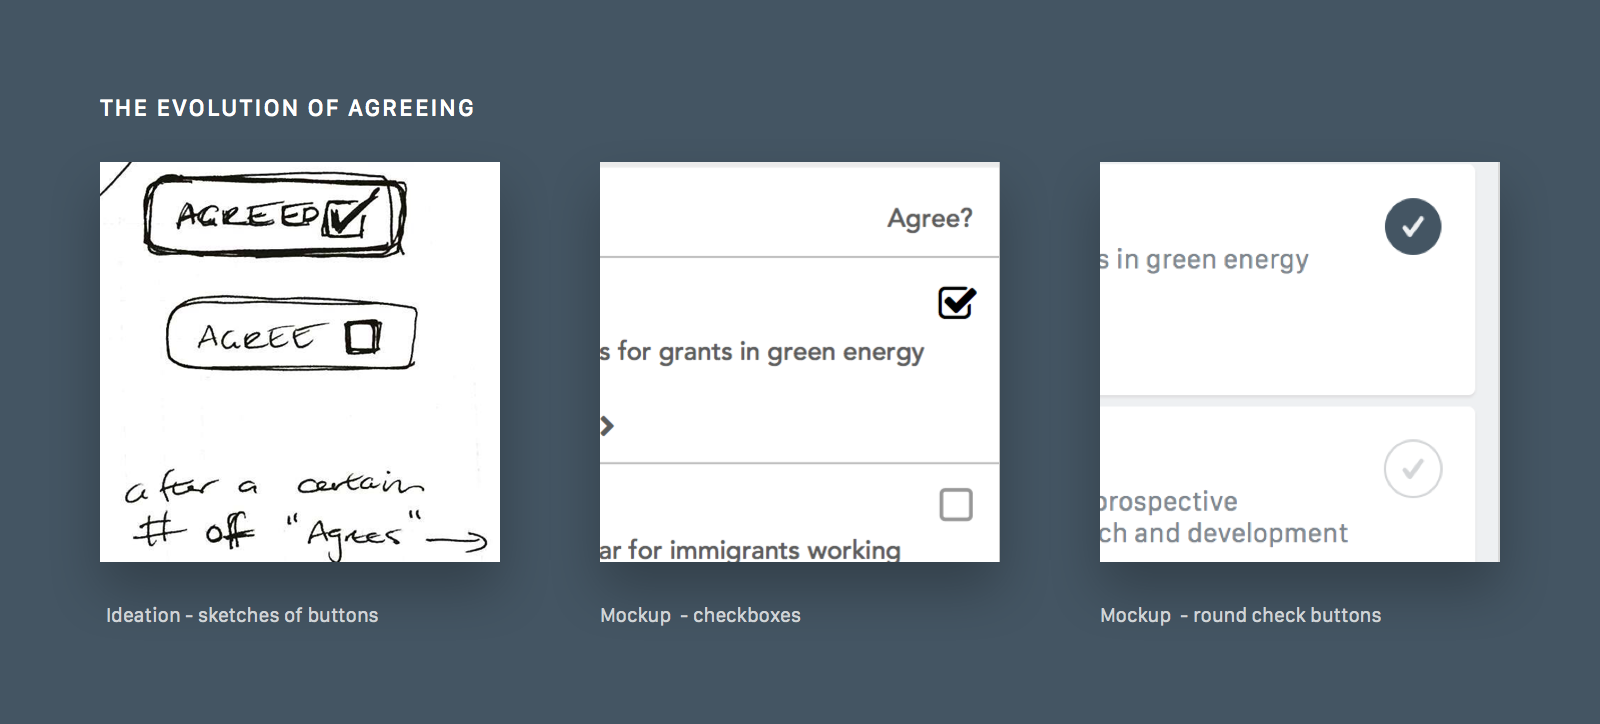 THE EVOLUTION OF AGREEING
AGREED
AGREE
after a certain
# off "Agrees"
Ideation - sketches of buttons
Agree?
s for grants in green energy
ar for immigrants working
Mockup - checkboxes
s in green energy
prospective
ch and development
Mockup - round check buttons